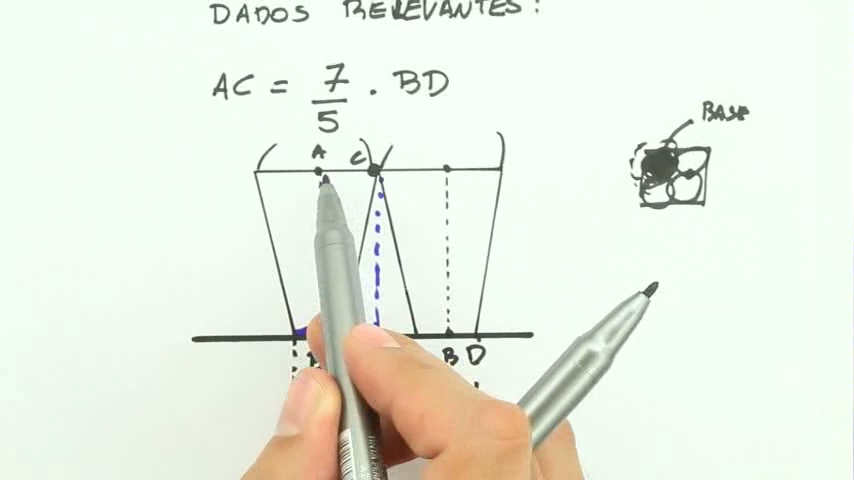 DADOS RELEVANTES:
AC = 7/5 . BD
BASE
A C
B D